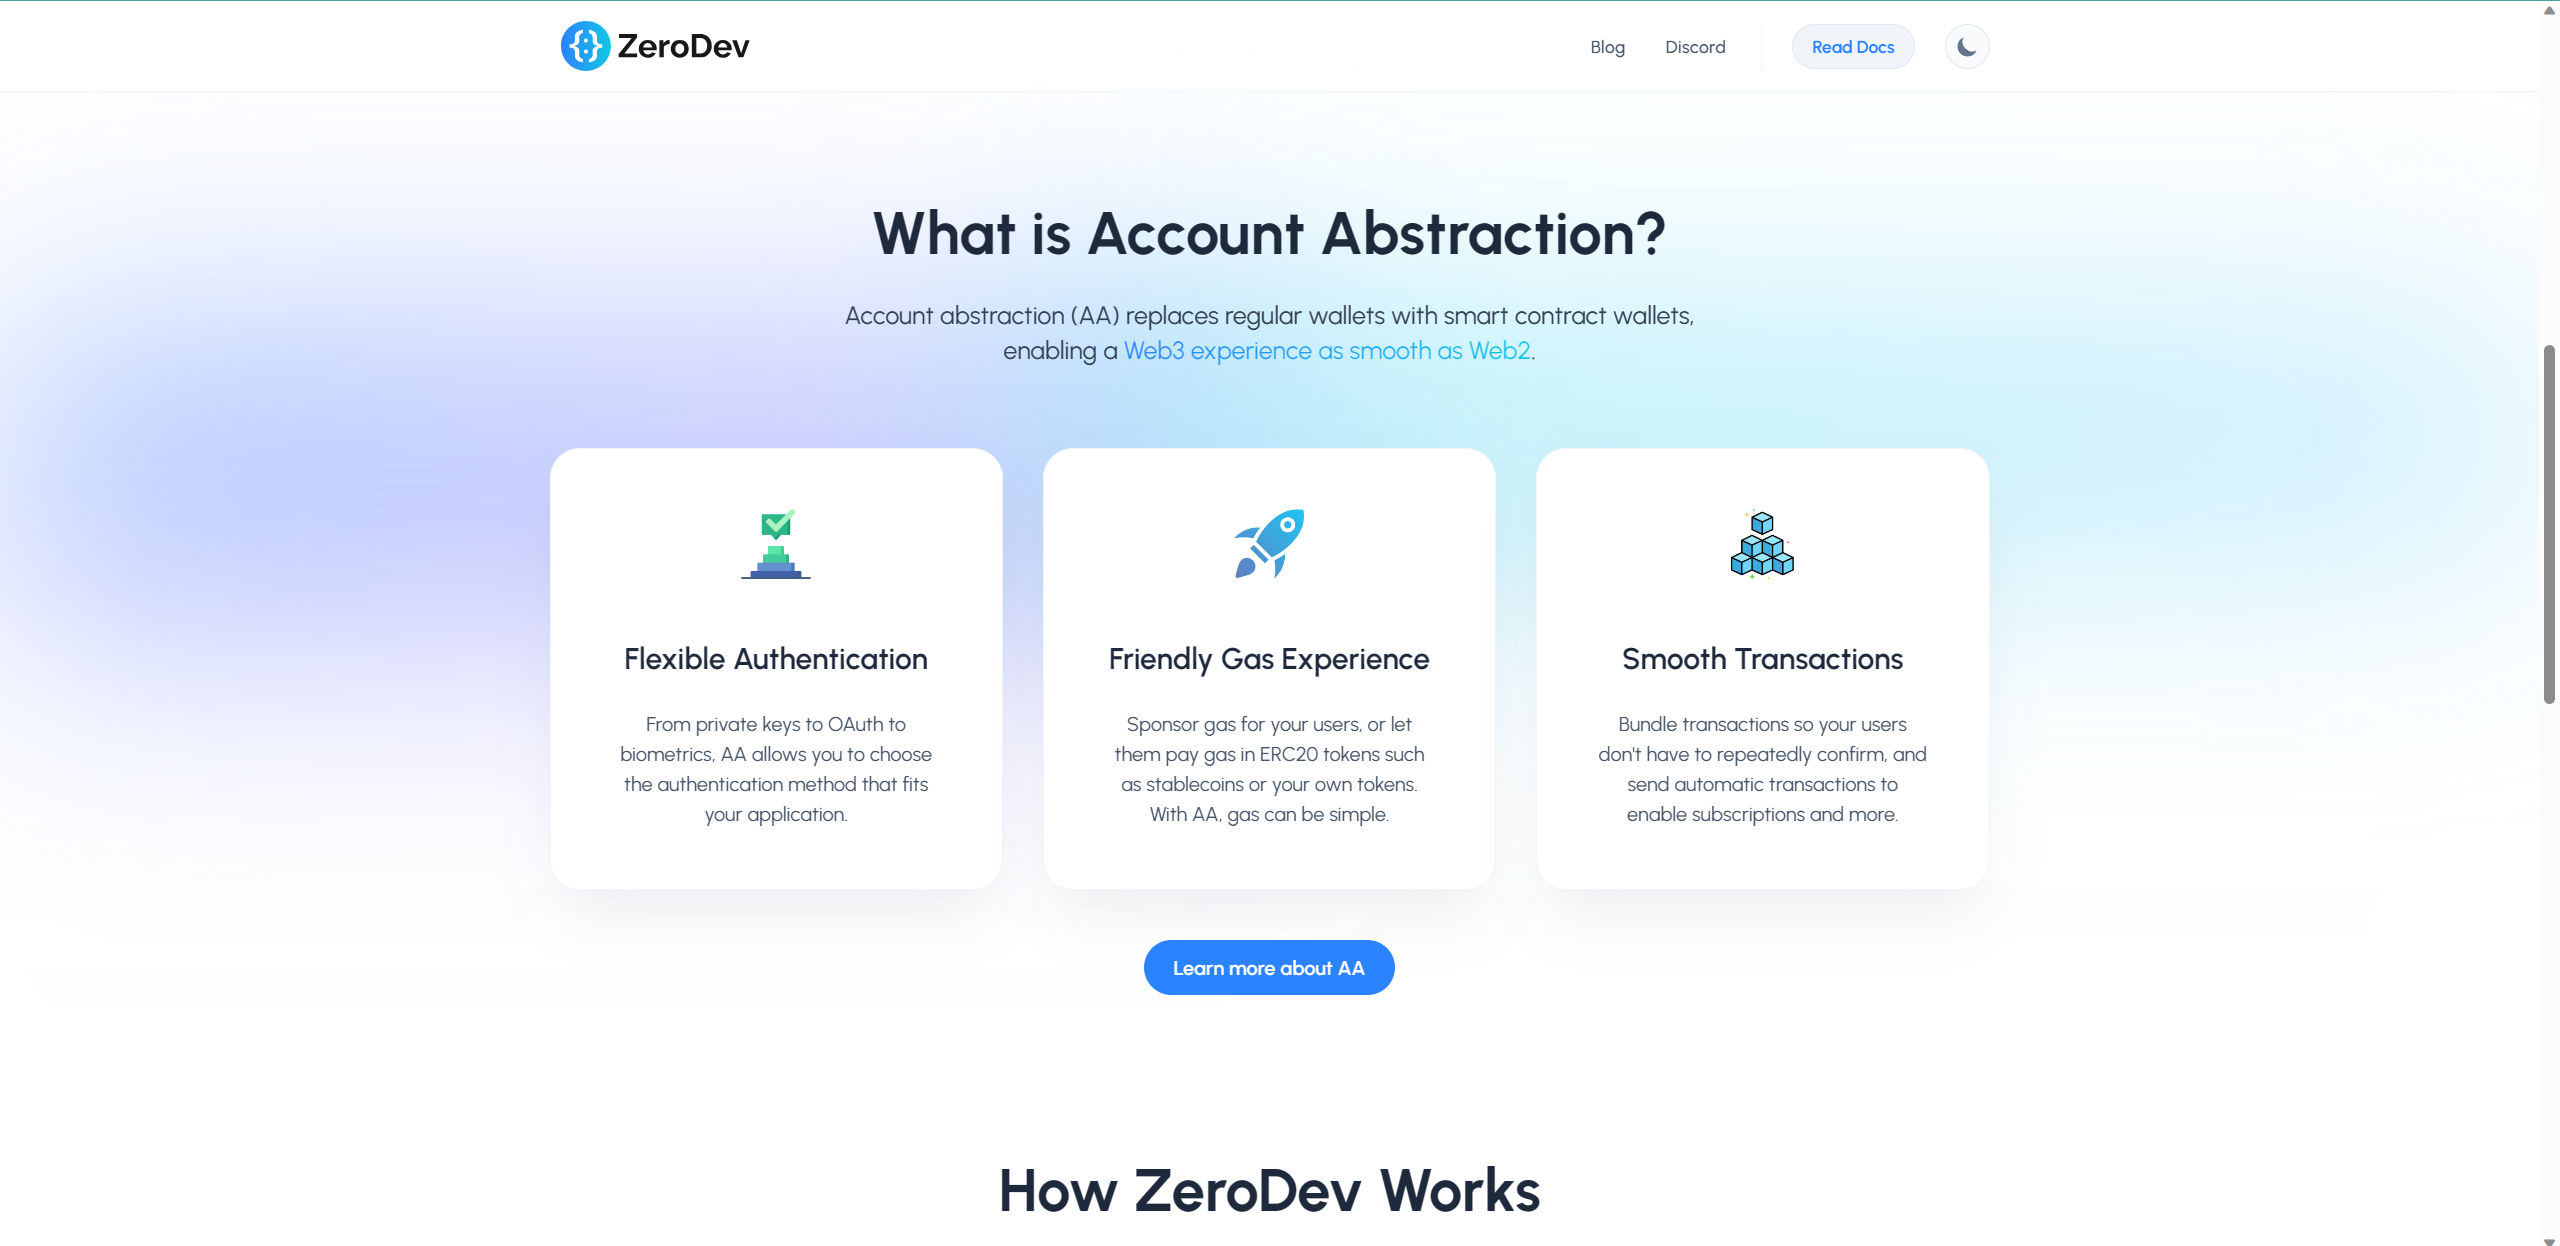 ZeroDev
Blog
Discord
Read Docs
What is Account Abstraction?
Account abstraction (AA) replaces regular wallets with smart contract wallets,
enabling a Web3 experience as smooth as Web2.
Flexible Authentication
From private keys to OAuth to
biometrics, AA allows you to choose
the authentication method that fits
your application.
Friendly Gas Experience
Sponsor gas for your users, or let
them pay gas in ERC20 tokens such
as stablecoins or your own tokens.
With AA, gas can be simple.
Smooth Transactions
Bundle transactions so your users
don't have to repeatedly confirm, and
send automatic transactions to
enable subscriptions and more.
Learn more about AA
How ZeroDev Works